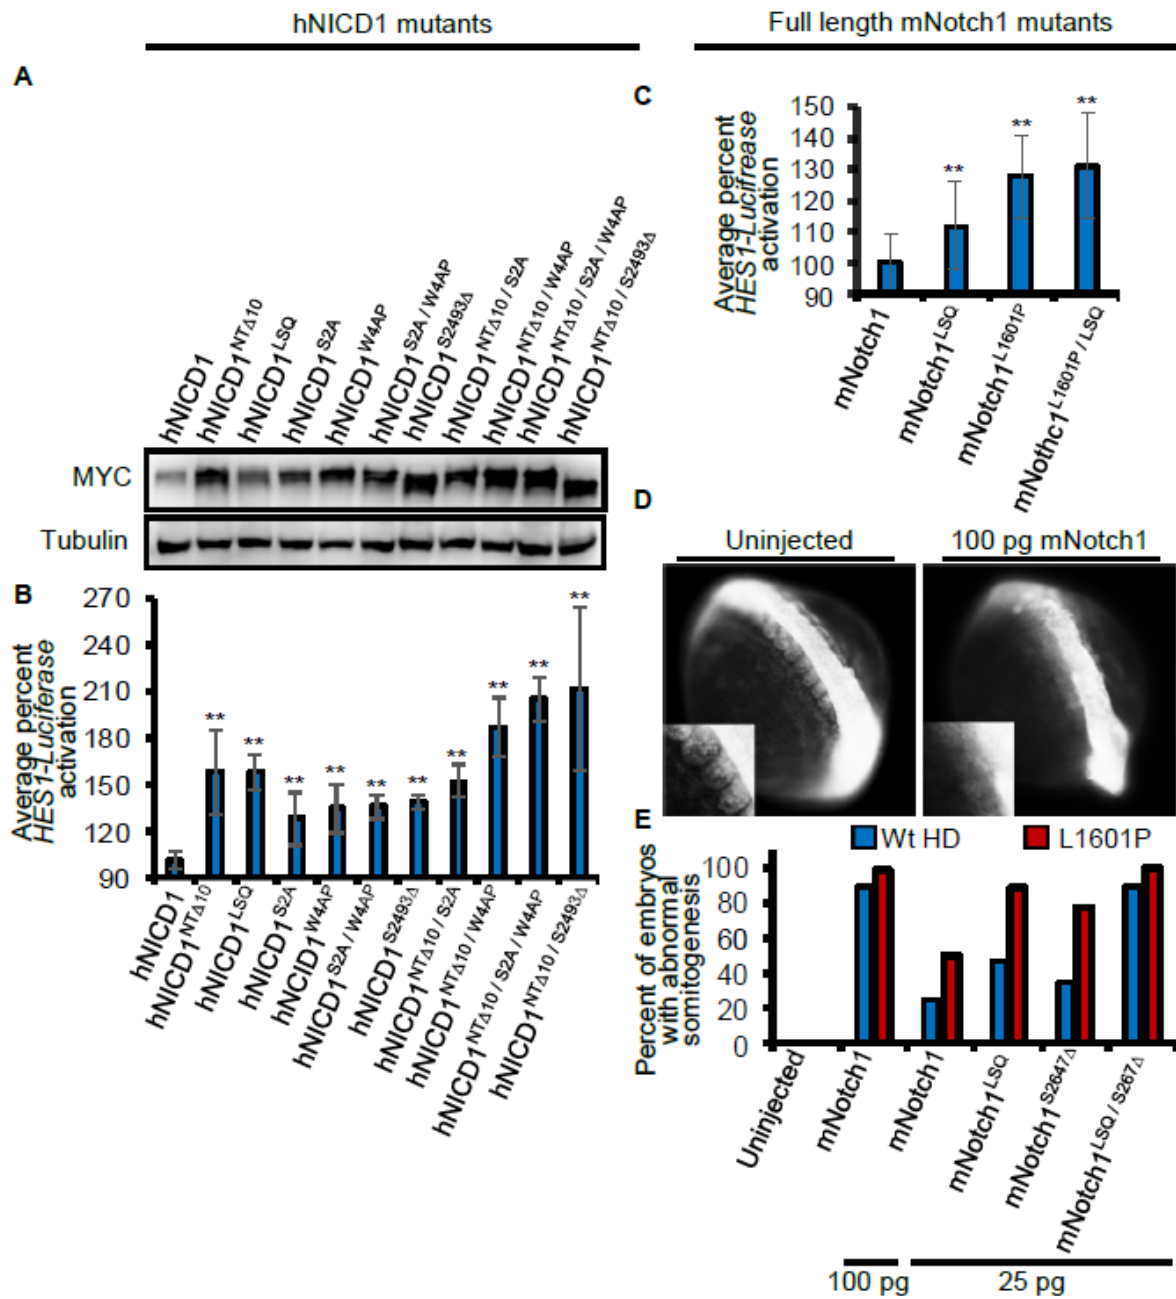 hNICD1 mutants
Full length mNotch1 mutants
A
hNICD1
hNICD1NTΔ10
hNICD1LSQ
hNICD1S2A
hNICD1W4AP
hNICD1S2A / W4AP
hNICD1S2493Δ
hNICD1NTΔ10 / S2A
hNICD1NTΔ10 / W4AP
hNICD1NTΔ10 / S2A / W4AP
hNICD1NTΔ10 / S2493Δ
MYC
Tubulin
B
Average percent
HES1-Luciferase
activation
270
240
210
180
150
120
90
**
**
**
**
**
**
**
**
**
**
hNICD1
hNICD1NTΔ10
hNICD1LSQ
hNICD1S2A
hNCID1W4AP
hNICD1S2A / W4AP
hNICD1S2493Δ
hNICD1NTΔ10 / S2A
hNICD1NTΔ10 / W4AP
hNICD1NTΔ10 / S2A / W4AP
hNICD1NTΔ10 / S2493Δ
C
Average percent
HES1-Lucifrease
activation
150
140
130
120
110
100
90
**
**
**
mNotch1
mNotch1LSQ
mNotch1L1601P
mNothc1L1601P / LSQ
D
Uninjected
100 pg mNotch1
E
Wt HD
L1601P
Percent of embryos
with abnormal
somitogenesis
100
80
60
40
20
0
Uninjected
mNotch1
mNotch1
mNotch1LSQ
mNotch1S2647Δ
mNotch1LSQ / S267Δ
100 pg
25 pg